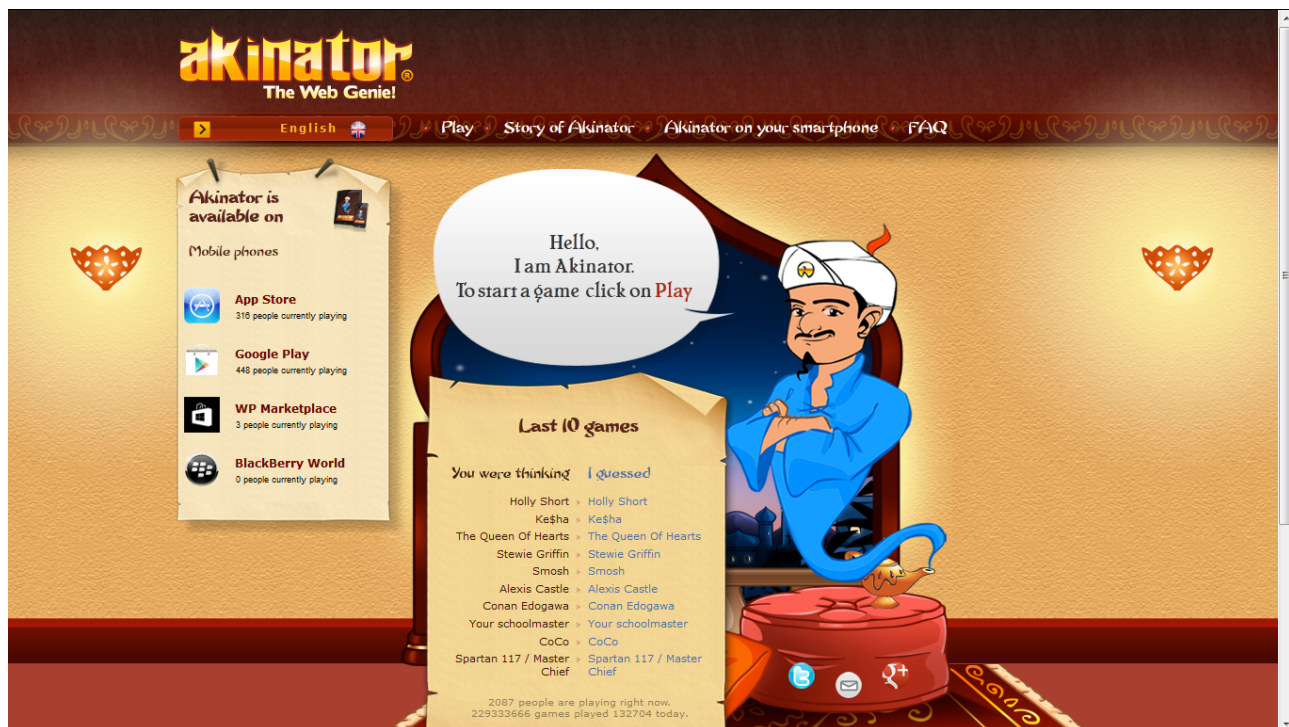 akinator®
The Web Genie!
English
Play
Story of Akinator
Akinator on your smartphone
FAQ
Akinator is
available on
Mobile phones
App Store
316 people currently playing
Google Play
448 people currently playing
WP Marketplace
3 people currently playing
BlackBerry World
0 people currently playing
Hello,
I am Akinator.
To start a game click on Play
Last 10 games
You were thinking I guessed
Holly Short » Holly Short
Ke$ha » Ke$ha
The Queen Of Hearts » The Queen Of Hearts
Stewie Griffin » Stewie Griffin
Smosh » Smosh
Alexis Castle » Alexis Castle
Conan Edogawa » Conan Edogawa
Your schoolmaster » Your schoolmaster
CoCo » CoCo
Spartan 117 / Master » Spartan 117 / Master
Chief Chief
2087 people are playing right now.
229333666 games played 132704 today.